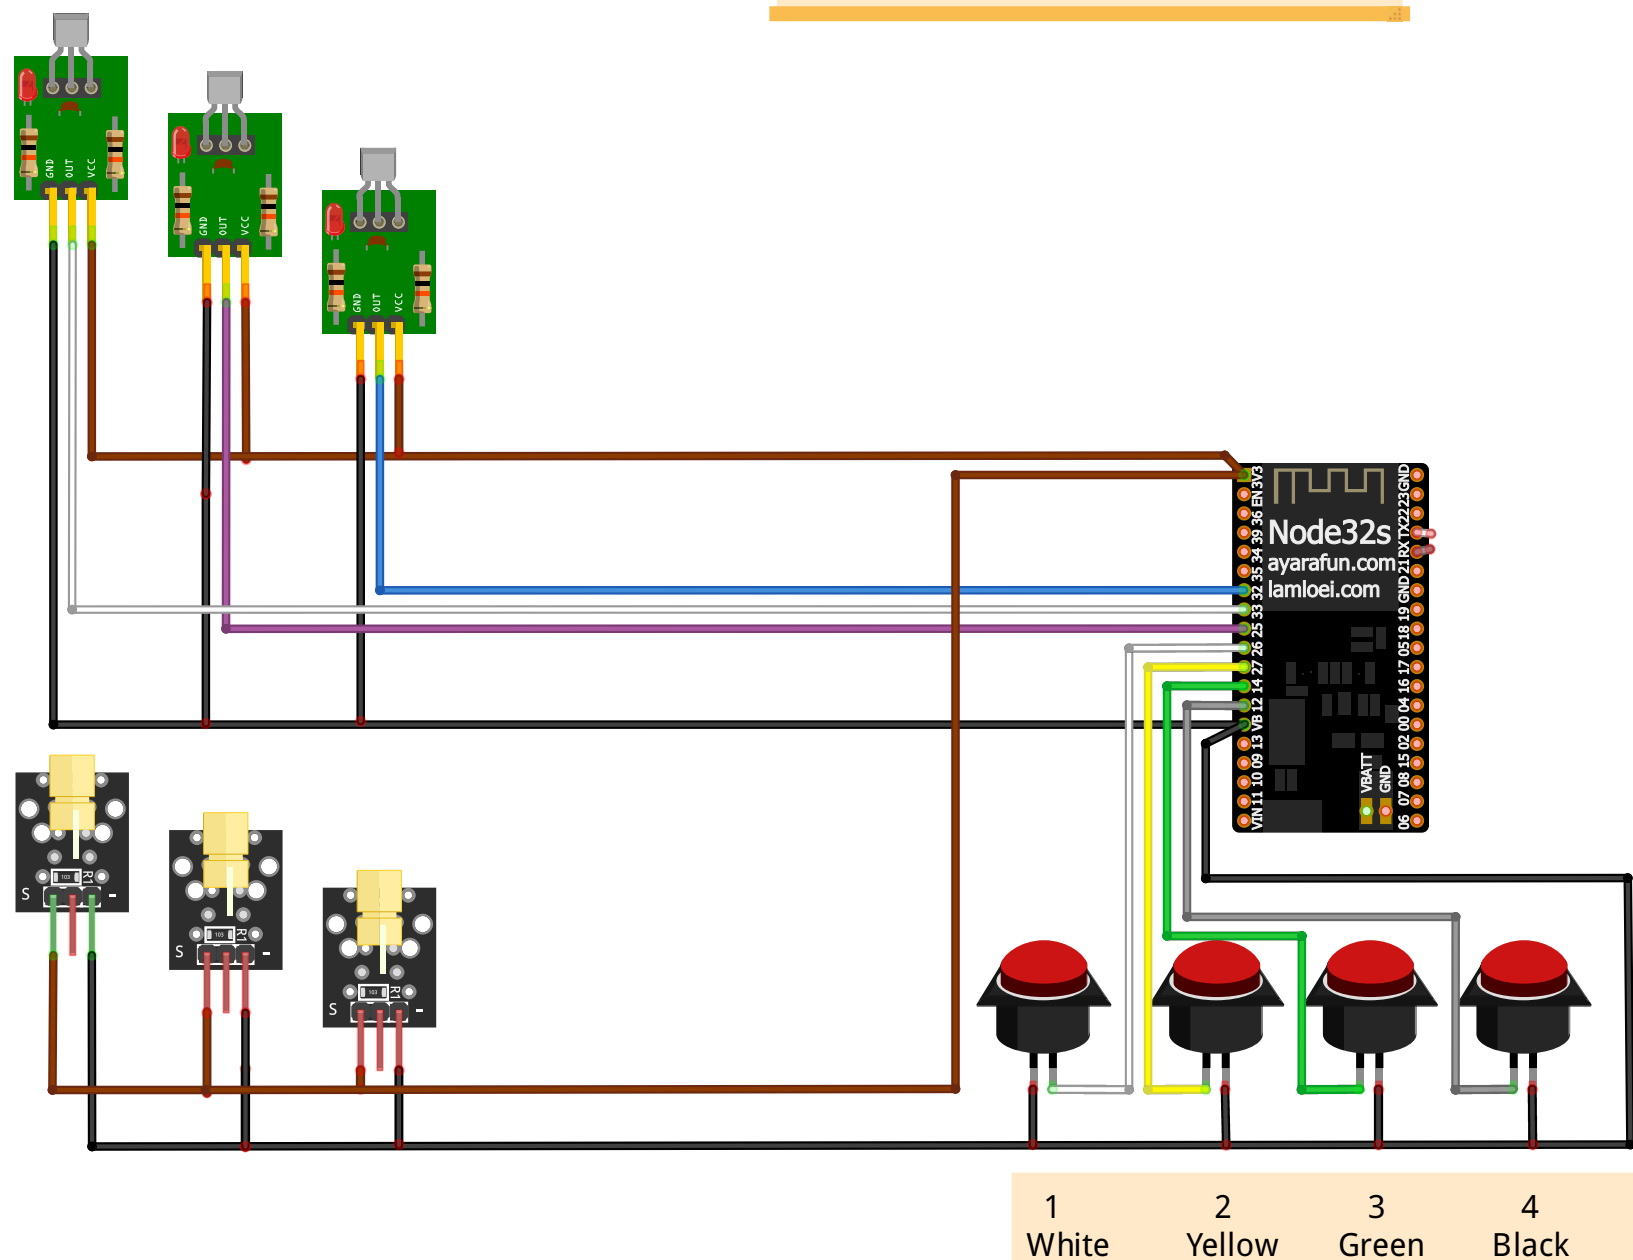 GND OUT VCC
GND OUT VCC
GND OUT VCC
Node32s
ayarafun.com
lamloei.com
3V3
EN
36
39
34
35
32
33
25
26
27
14
12
VB
13
09
10
11
VIN
GND
23
22
TX
RX
21
GND
19
18
05
17
16
04
00
02
15
08
07
06
VBATT
GND
S 103 R1 -
S 103 R1 -
S 103 R1 -
1 2 3 4
White Yellow Green Black